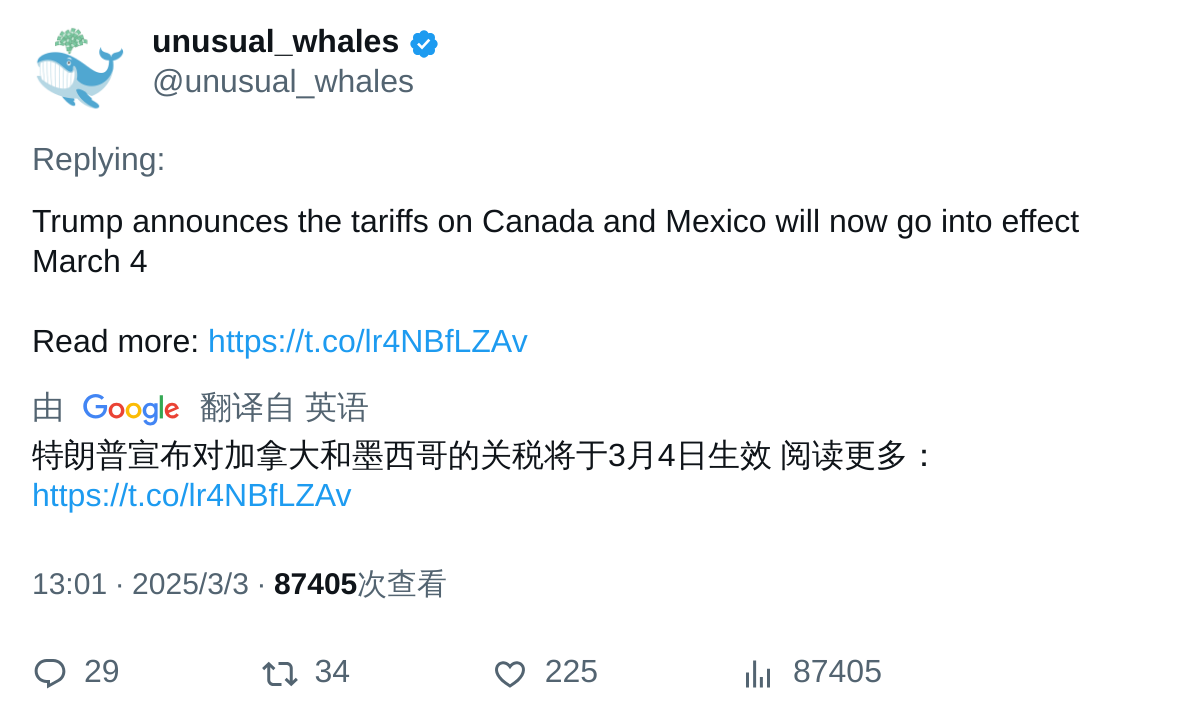 unusual_whales
@unusual_whales
Replying:
Trump announces the tariffs on Canada and Mexico will now go into effect
March 4
Read more: https://t.co/lr4NBfLZAv
由 Google 翻译自 英语
特朗普宣布对加拿大和墨西哥的关税将于3月4日生效 阅读更多：
https://t.co/lr4NBfLZAv
13:01 · 2025/3/3 · 87405次查看
29 34 225 87405